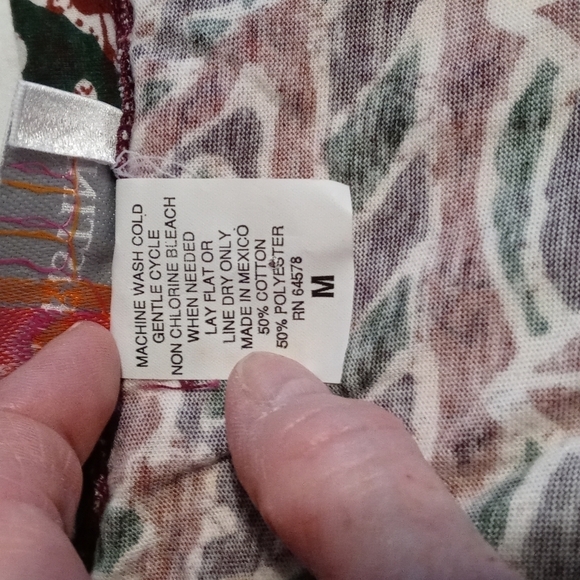 MACHINE WASH COLD
GENTLE CYCLE
NON CHLORINE BLEACH
WHEN NEEDED
LAY FLAT OR
LINE DRY ONLY
MADE IN MEXICO
50% COTTON
50% POLYESTER
RN 64578
M